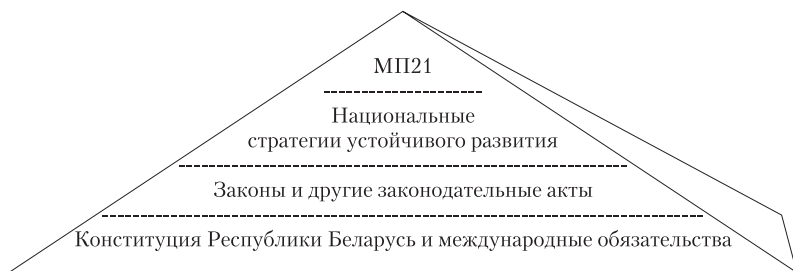 МП21
Национальные
стратегии устойчивого развития
Законы и другие законодательные акты
Конституция Республики Беларусь и международные обязательства